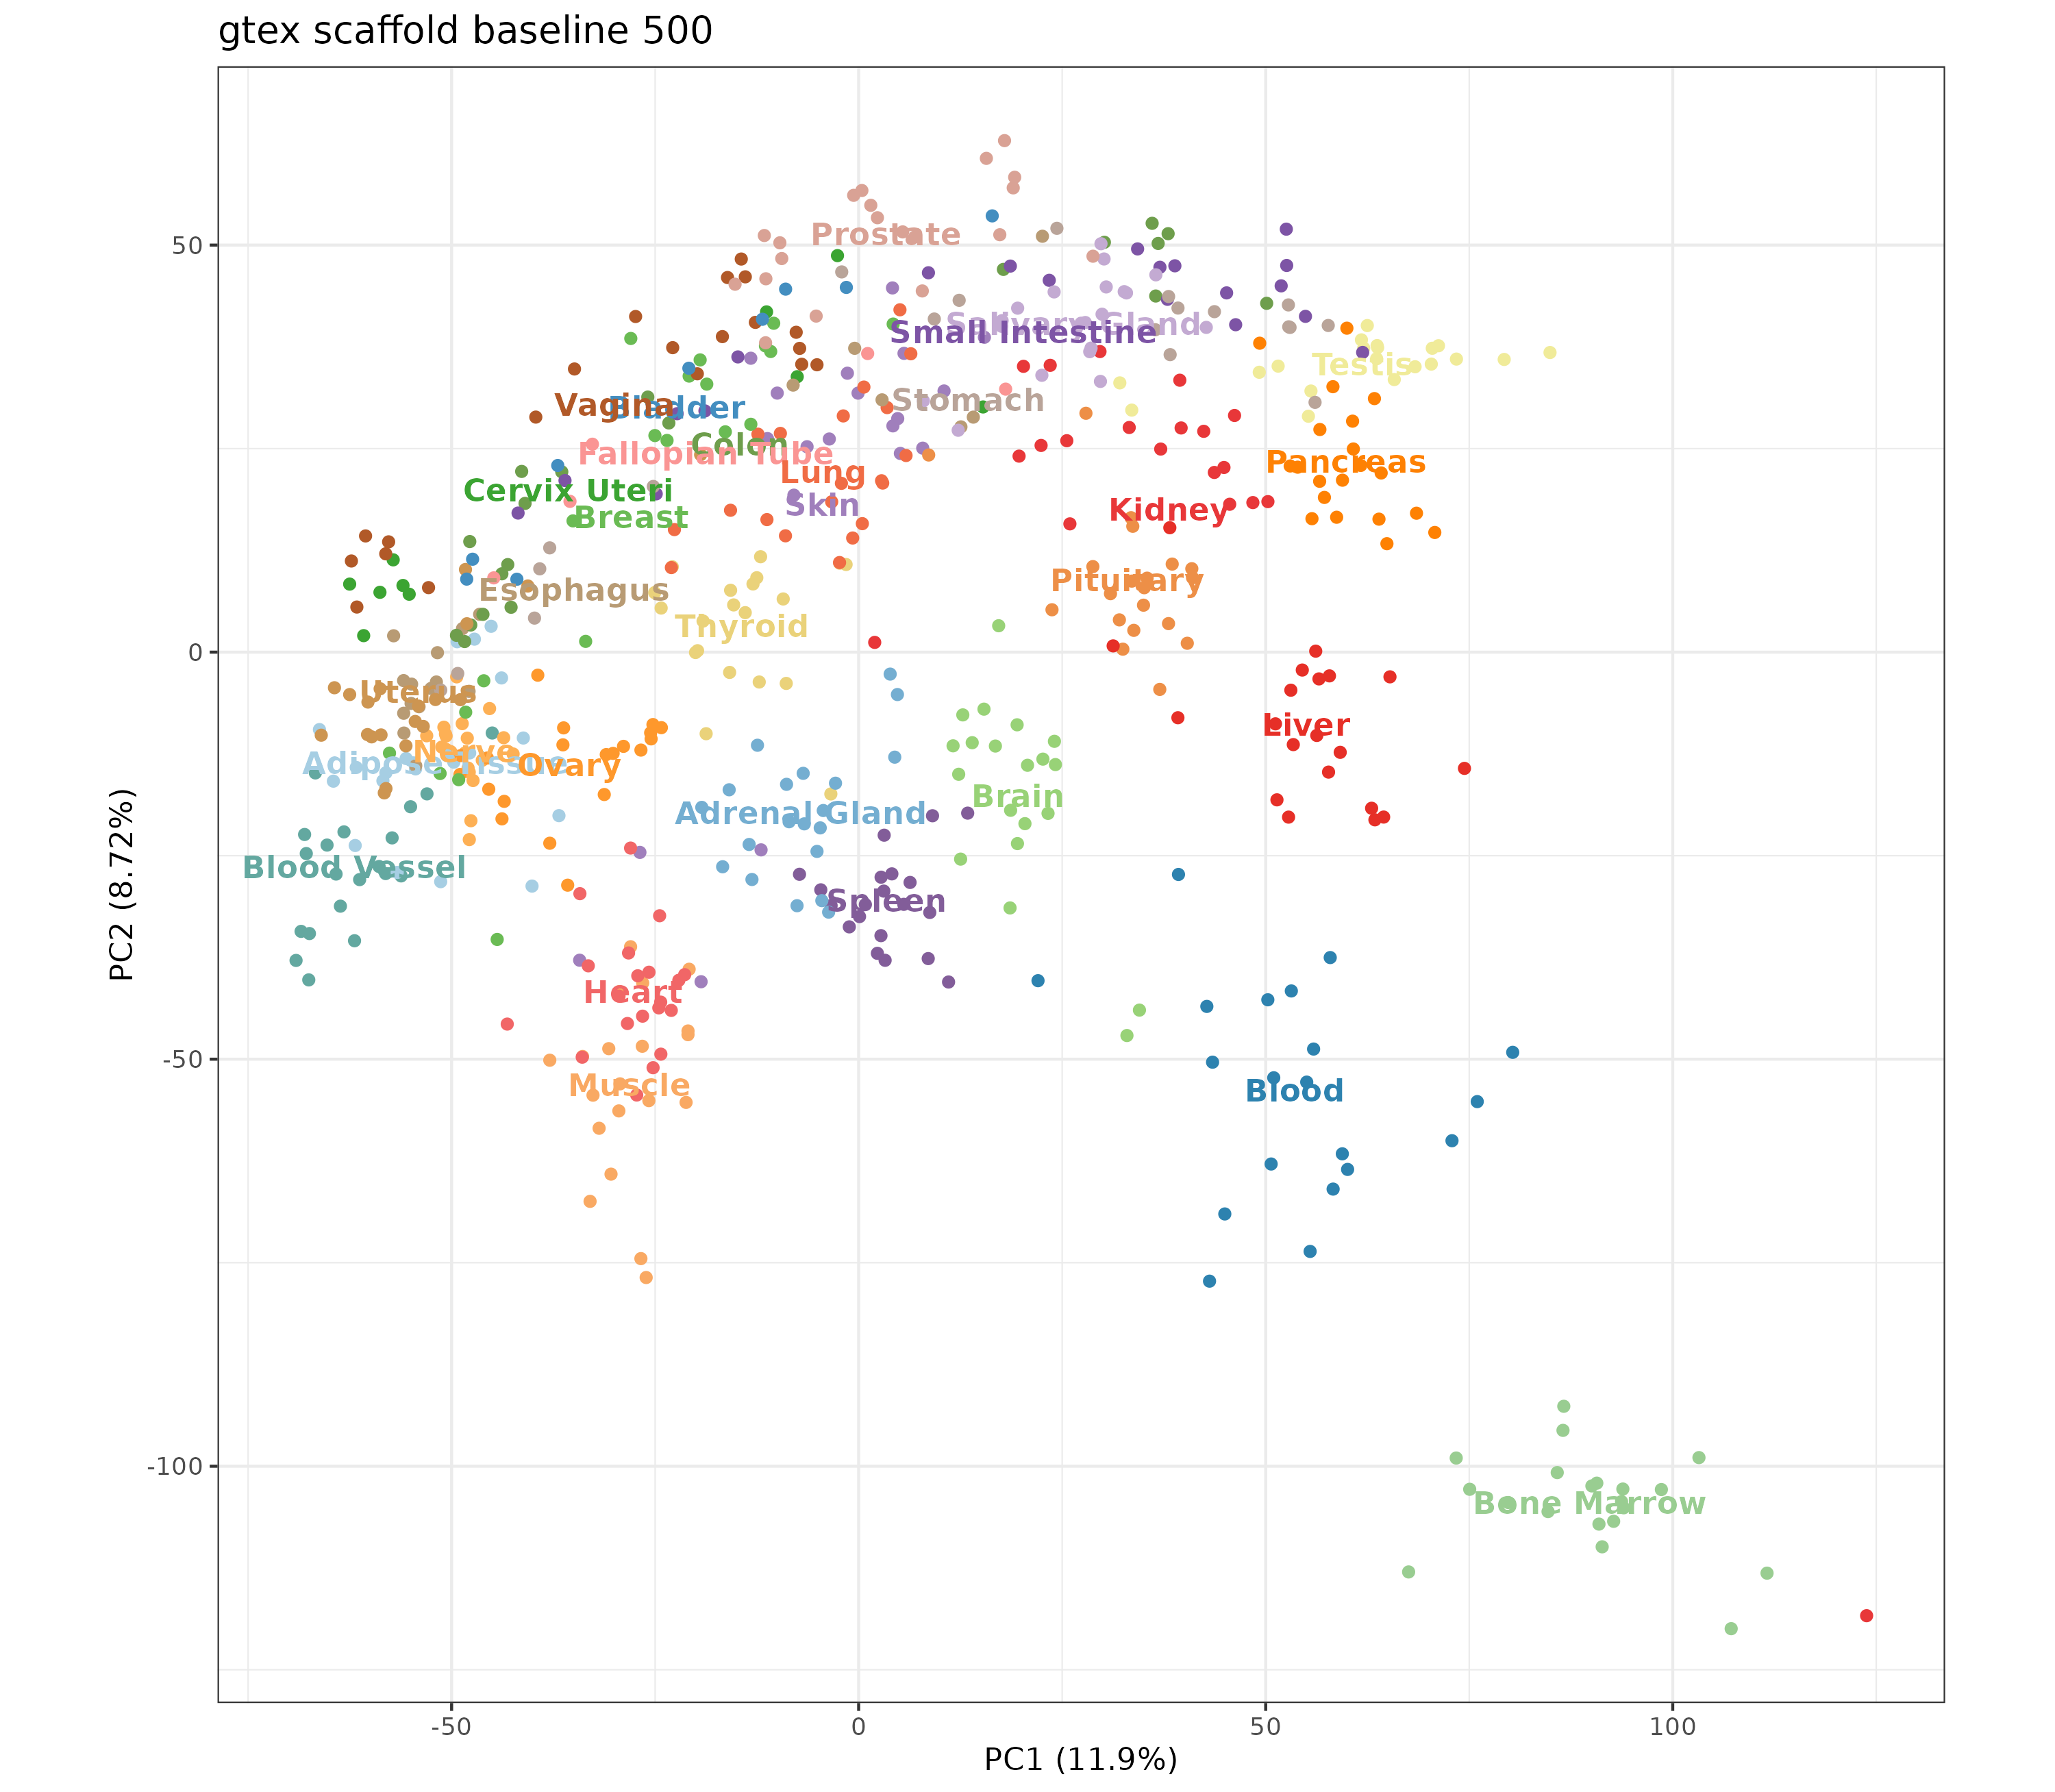 gtex scaffold baseline 500
PC2 (8.72%)
50
0
-50
-100
Prostate
Salivary Gland
Small Intestine
Testis
Stomach
Vagina
Bladder
Colon
Fallopian Tube
Pancreas
Lung
Cervix Uteri
Skin
Kidney
Breast
Pituitary
Esophagus
Thyroid
Uterus
Liver
Nerve
Adipose Tissue
Ovary
Brain
Adrenal Gland
Blood Vessel
Spleen
Heart
Muscle
Blood
Bone Marrow
-50
0
50
100
PC1 (11.9%)